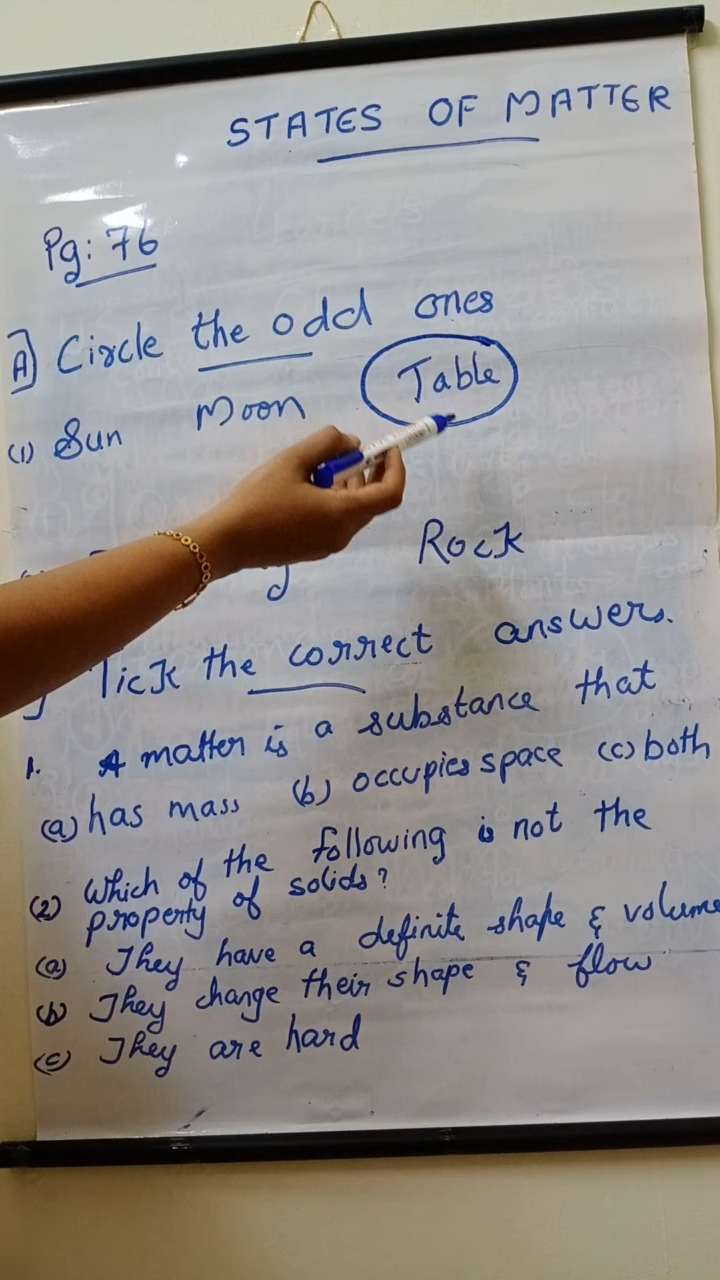 STATES OF MATTER
Pg: 76
A] Circle the odd ones
(1) Sun Moon Table
Rock
Tick the correct answers.
1. A matter is a substance that
(a) has mass (b) occupies space (c) both
(2) Which of the following is not the
property of solids?
(a) They have a definite shape & volume
(b) They change their shape & flow
(c) They are hard